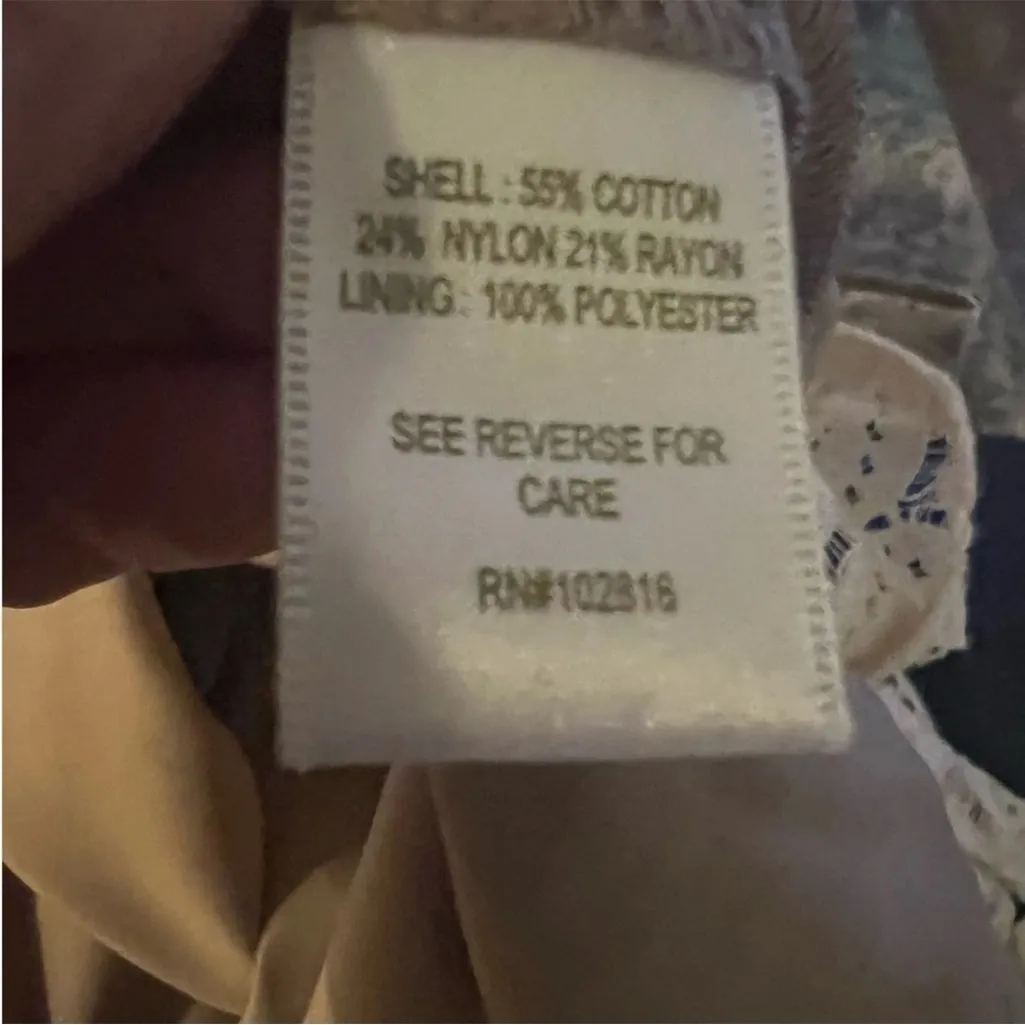 SHELL : 55% COTTON
24% NYLON 21% RAYON
LINING : 100% POLYESTER
SEE REVERSE FOR
CARE
RN#102816